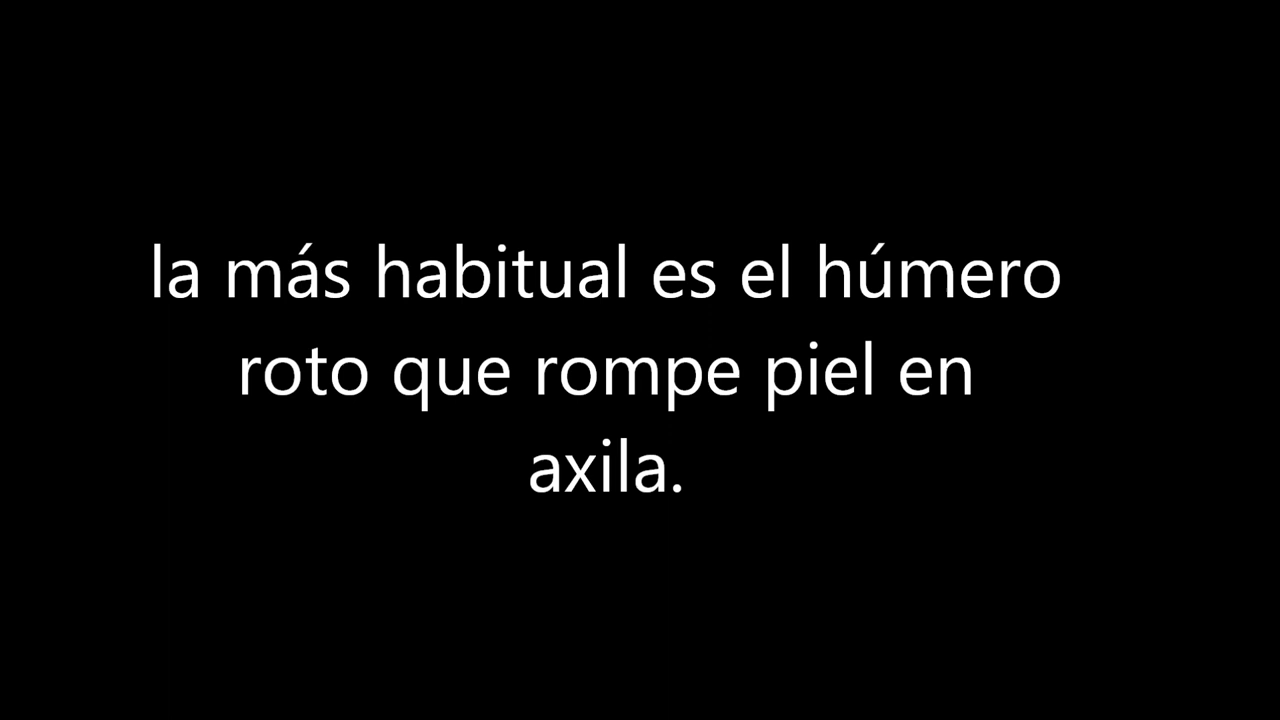 la más habitual es el húmero
roto que rompe piel en
axila.